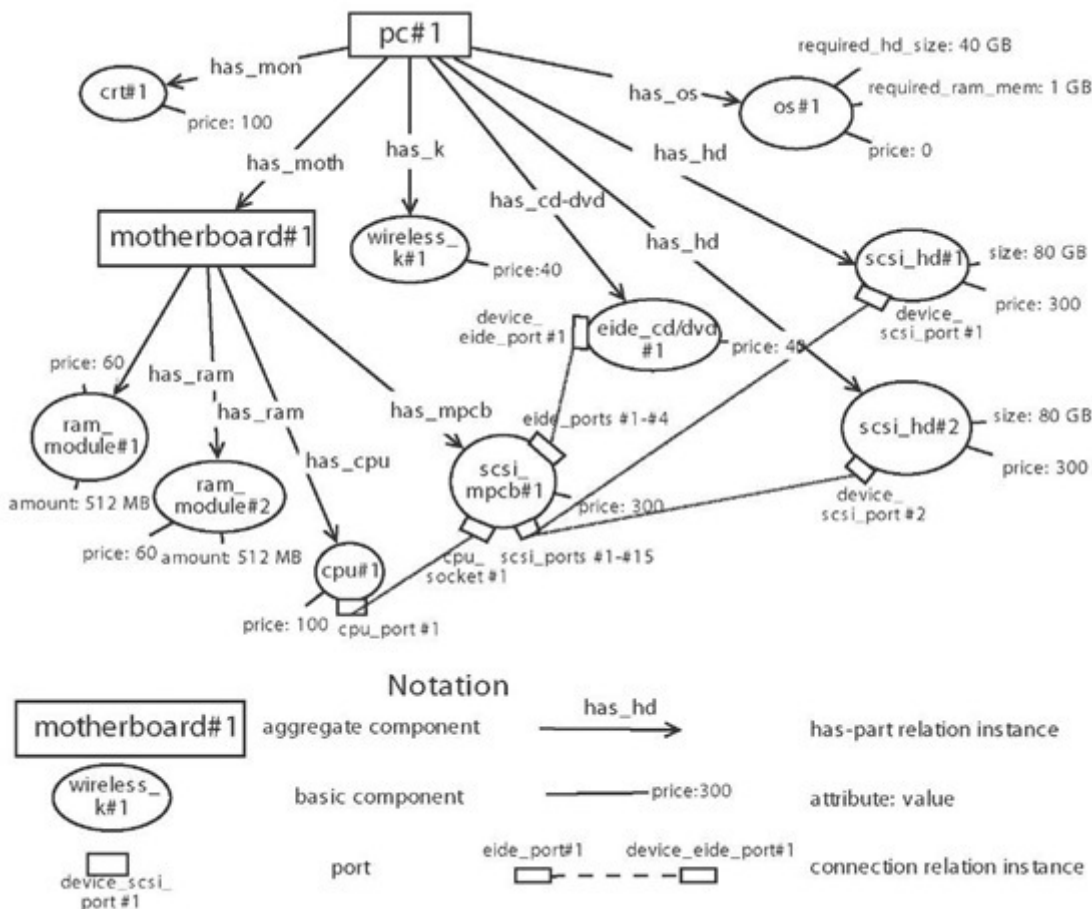 pc#1
required_hd_size: 40 GB
has_mon
crt#1
has_os
os#1
required_ram_mem: 1 GB
price: 100
price: 0
has_moth
has_k
has_hd
has_cd-dvd
motherboard#1
wireless_
k#1
price:40
has_hd
scsi_hd#1
size: 80 GB
price: 300
device_
scsi_port #1
device_
eide_port #1
eide_cd/dvd
#1
price: 40
price: 60
has_ram
has_ram
has_mpcb
eide_ports #1-#4
scsi_hd#2
size: 80 GB
price: 300
ram_
module#1
has_cpu
scsi_
mpcb#1
price: 300
device_
scsi_port #2
amount: 512 MB
ram_
module#2
price: 60
amount: 512 MB
cpu_
socket #1
scsi_ports #1-#15
cpu#1
price: 100
cpu_port #1
Notation
motherboard#1
aggregate component
has_hd
has-part relation instance
wireless_
k#1
basic component
price:300
attribute: value
device_scsi_
port #1
port
eide_port#1
device_eide_port#1
connection relation instance